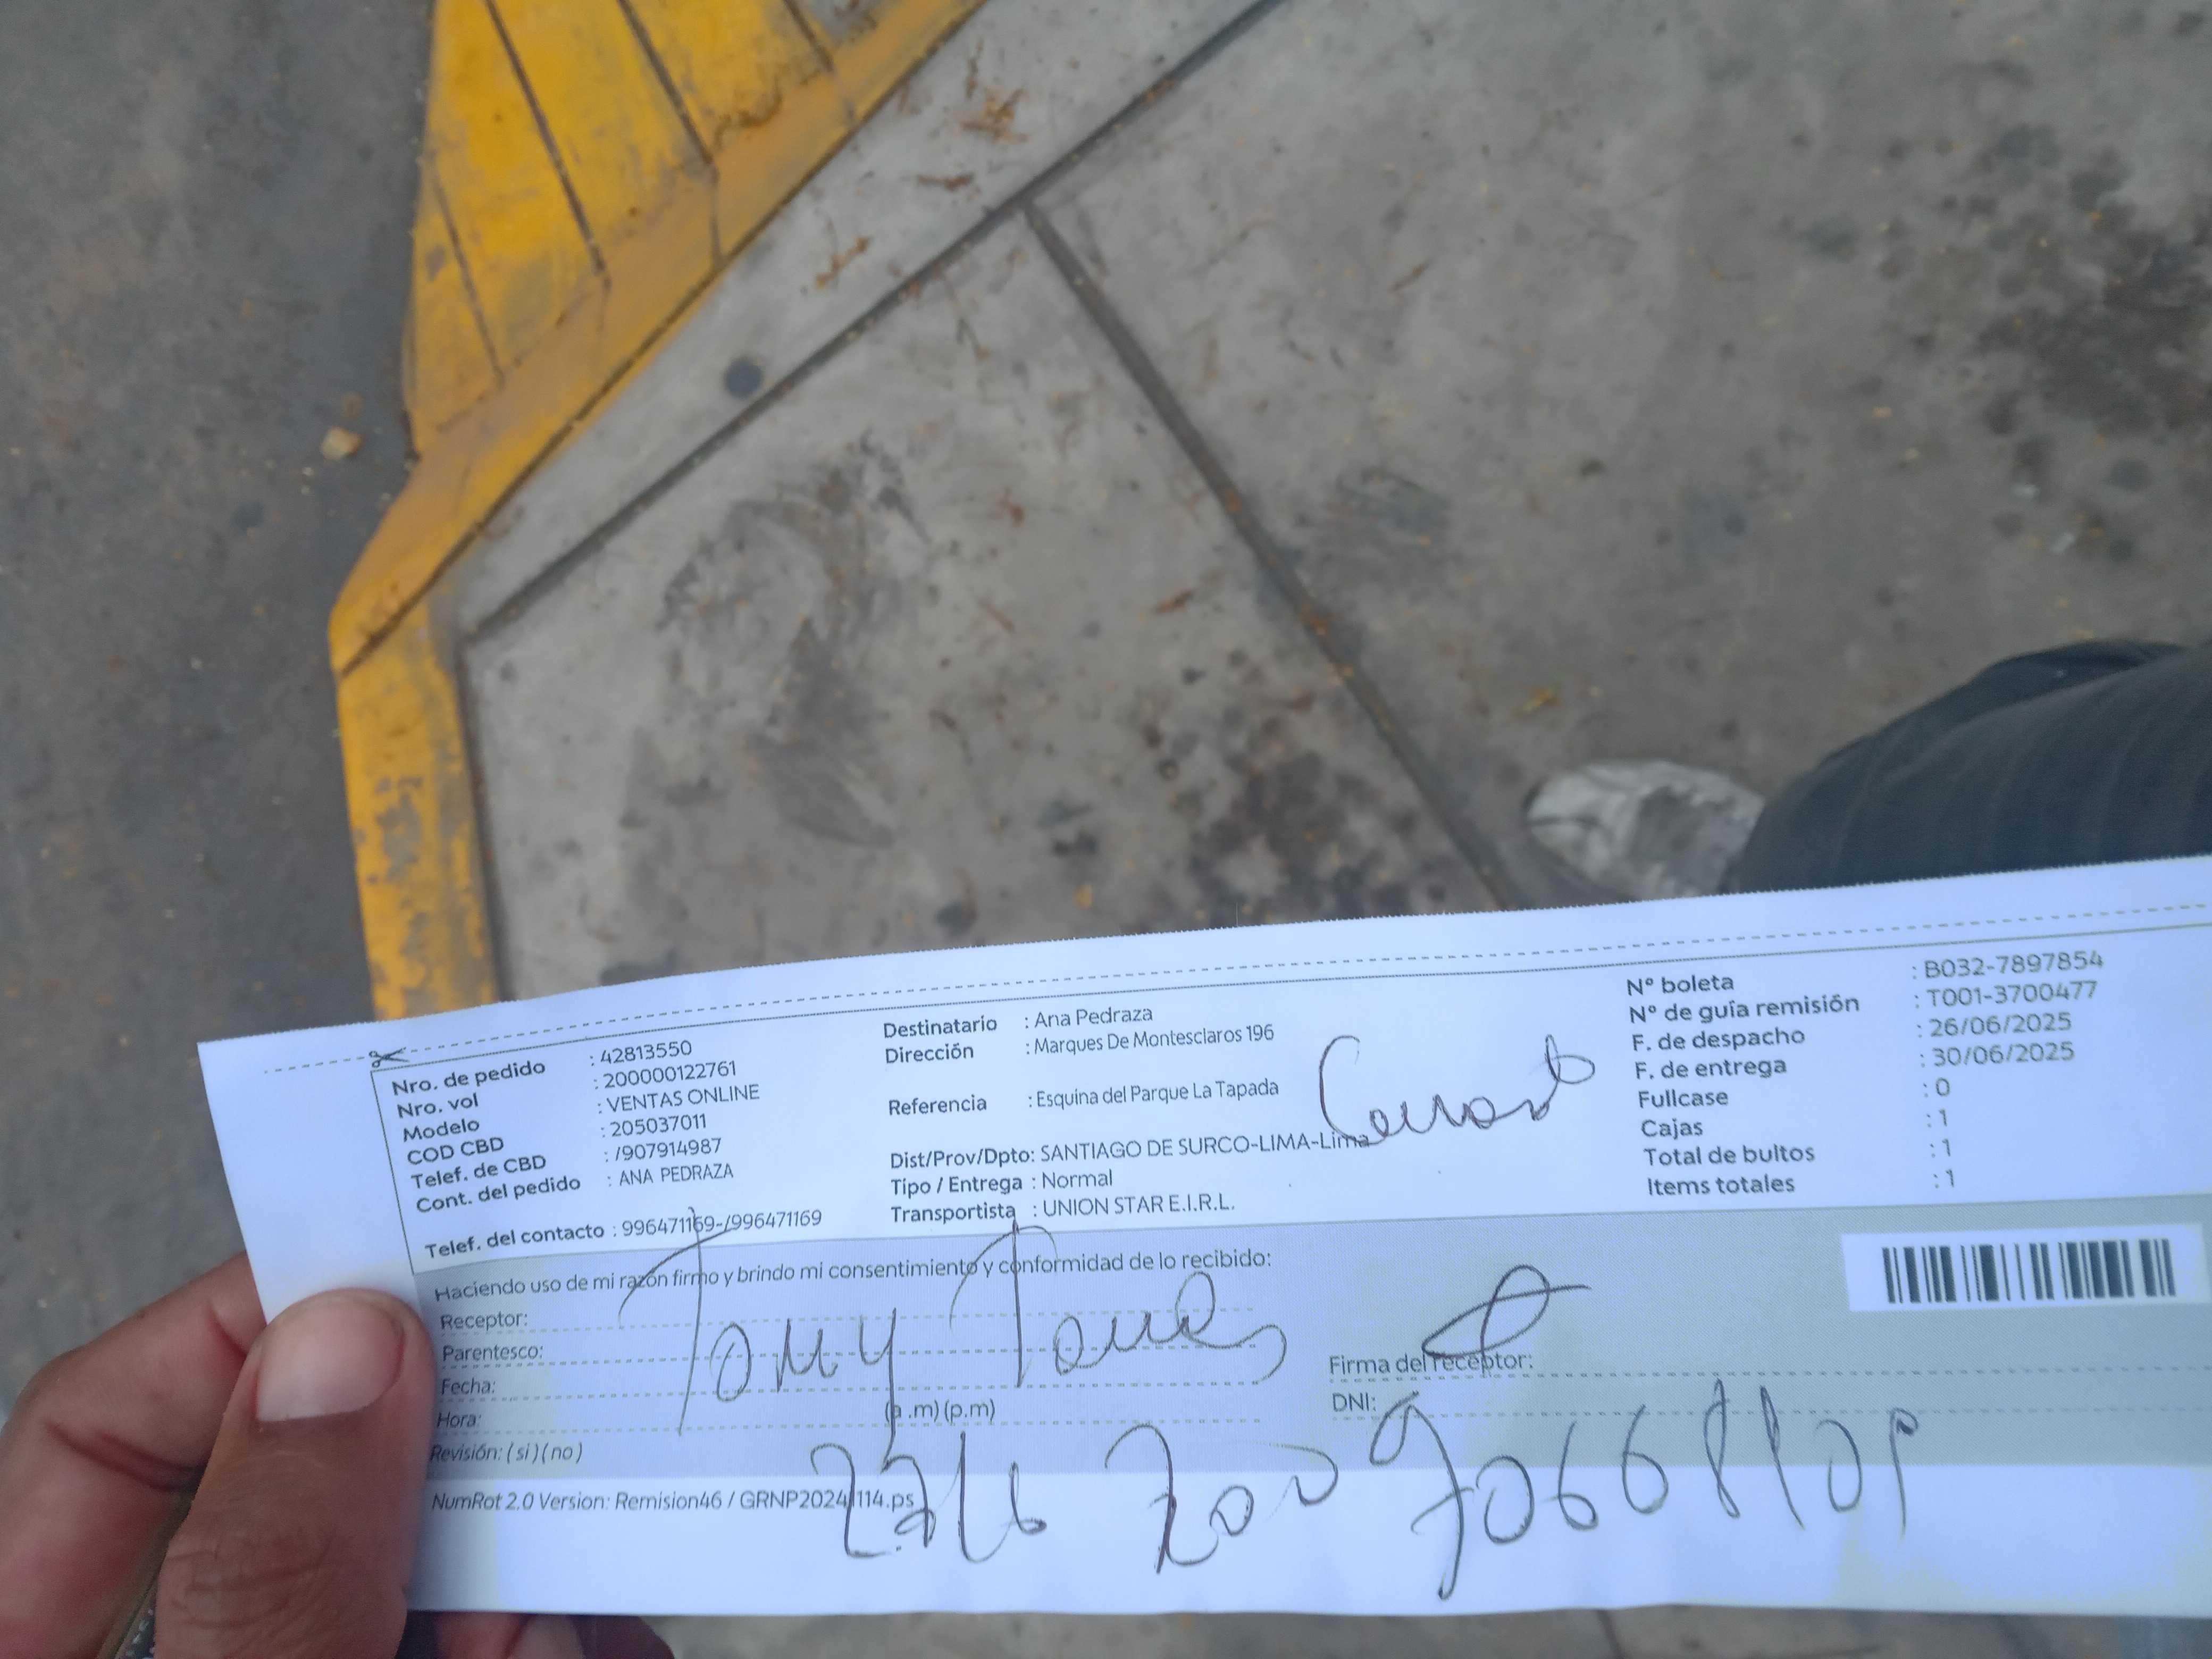 Nro. de pedido : 42813550
Nro. vol : 200000122761
Modelo : VENTAS ONLINE
COD CBD : 205037011
Telef. de CBD : /907914987
Cont. del pedido : ANA PEDRAZA
Telef. del contacto : 996471169-/996471169
Destinatario : Ana Pedraza
Dirección : Marques De Montesclaros 196
Referencia : Esquina del Parque La Tapada
Dist/Prov/Dpto: SANTIAGO DE SURCO-LIMA-Lima
Tipo / Entrega : Normal
Transportista : UNION STAR E.I.R.L.
Nº boleta : B032-7897854
Nº de guía remisión : T001-3700477
F. de despacho : 26/06/2025
F. de entrega : 30/06/2025
Fullcase : 0
Cajas : 1
Total de bultos : 1
Items totales : 1
Haciendo uso de mi razón firmo y brindo mi consentimiento y conformidad de lo recibido:
Receptor: Tomy
Parentesco:
Fecha:
Hora: (a .m) (p.m)
Revisión: ( si ) ( no )
Firma del receptor:
DNI:
NumRot 2.0 Version: Remision46 / GRNP20241114.ps